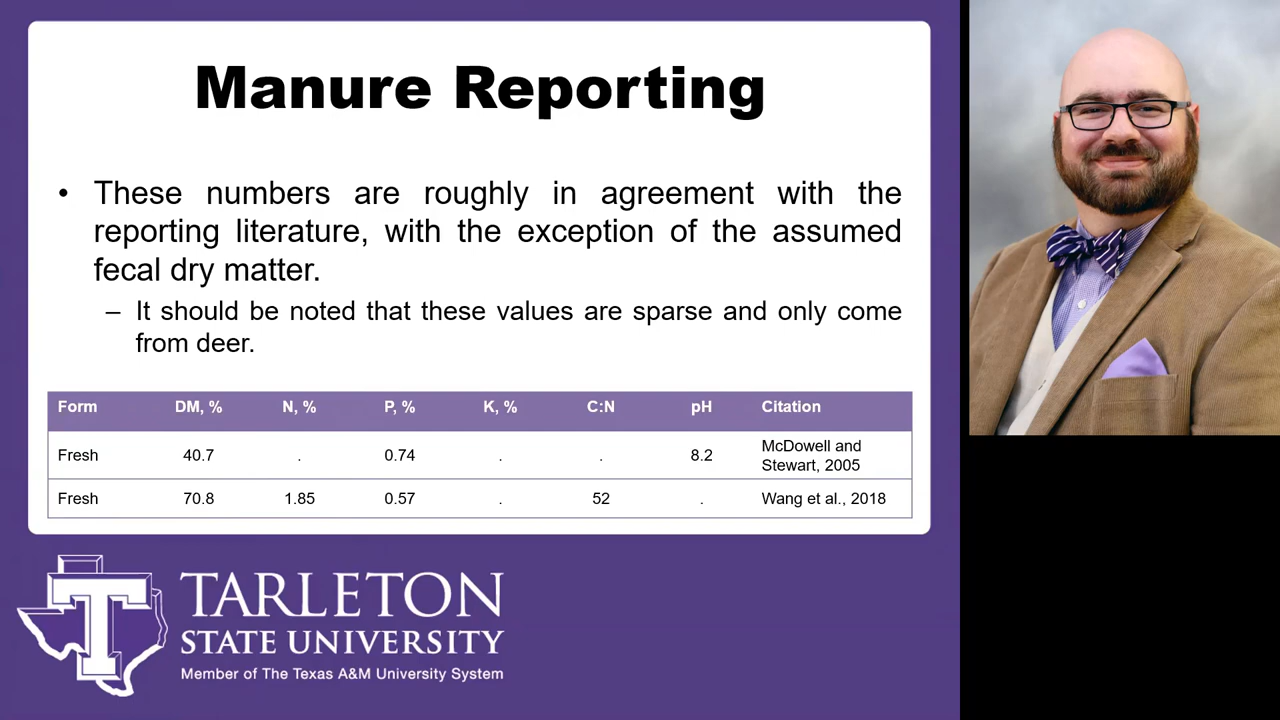 Manure Reporting
• These numbers are roughly in agreement with the
reporting literature, with the exception of the assumed
fecal dry matter.
– It should be noted that these values are sparse and only come
from deer.
Form DM, % N, % P, % K, % C:N pH Citation
Fresh 40.7 . 0.74 . . 8.2 McDowell and
Stewart, 2005
Fresh 70.8 1.85 0.57 . 52 . Wang et al., 2018
T
TARLETON
STATE UNIVERSITY
Member of The Texas A&M University System